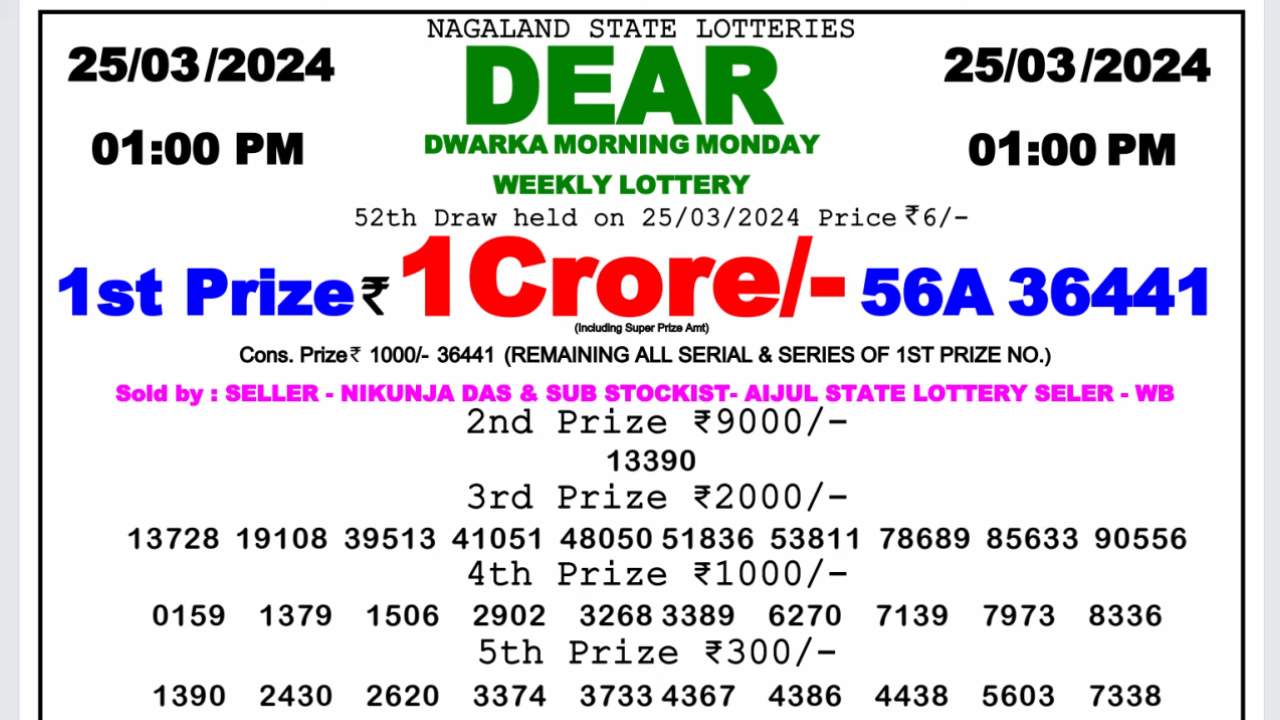 NAGALAND STATE LOTTERIES
25/03/2024 DEAR 25/03/2024
01:00 PM DWARKA MORNING MONDAY 01:00 PM
WEEKLY LOTTERY
52th Draw held on 25/03/2024 Price ₹6/-
1st Prize ₹ 1Crore/- 56A 36441
(Including Super Prize Amt)
Cons. Prize ₹ 1000/- 36441 (REMAINING ALL SERIAL & SERIES OF 1ST PRIZE NO.)
Sold by : SELLER - NIKUNJA DAS & SUB STOCKIST- AIJUL STATE LOTTERY SELER - WB
2nd Prize ₹9000/-
13390
3rd Prize ₹2000/-
13728 19108 39513 41051 48050 51836 53811 78689 85633 90556
4th Prize ₹1000/-
0159 1379 1506 2902 3268 3389 6270 7139 7973 8336
5th Prize ₹300/-
1390 2430 2620 3374 3733 4367 4386 4438 5603 7338